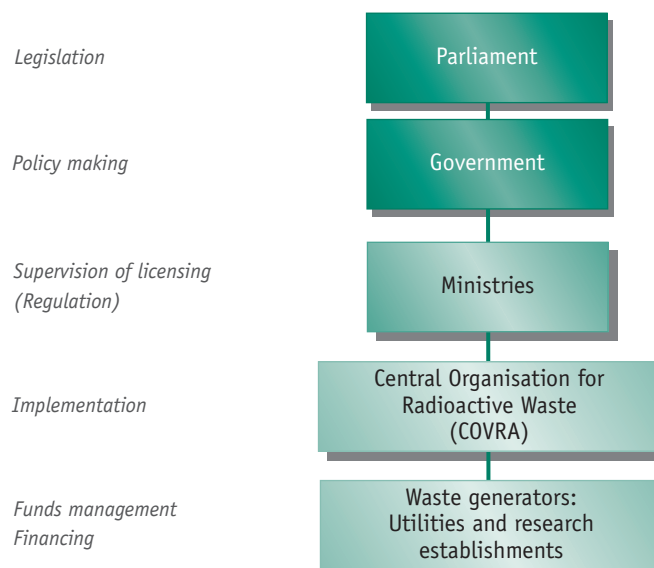 Legislation
Parliament
Policy making
Government
Supervision of licensing
(Regulation)
Ministries
Implementation
Central Organisation for
Radioactive Waste
(COVRA)
Funds management
Financing
Waste generators:
Utilities and research
establishments